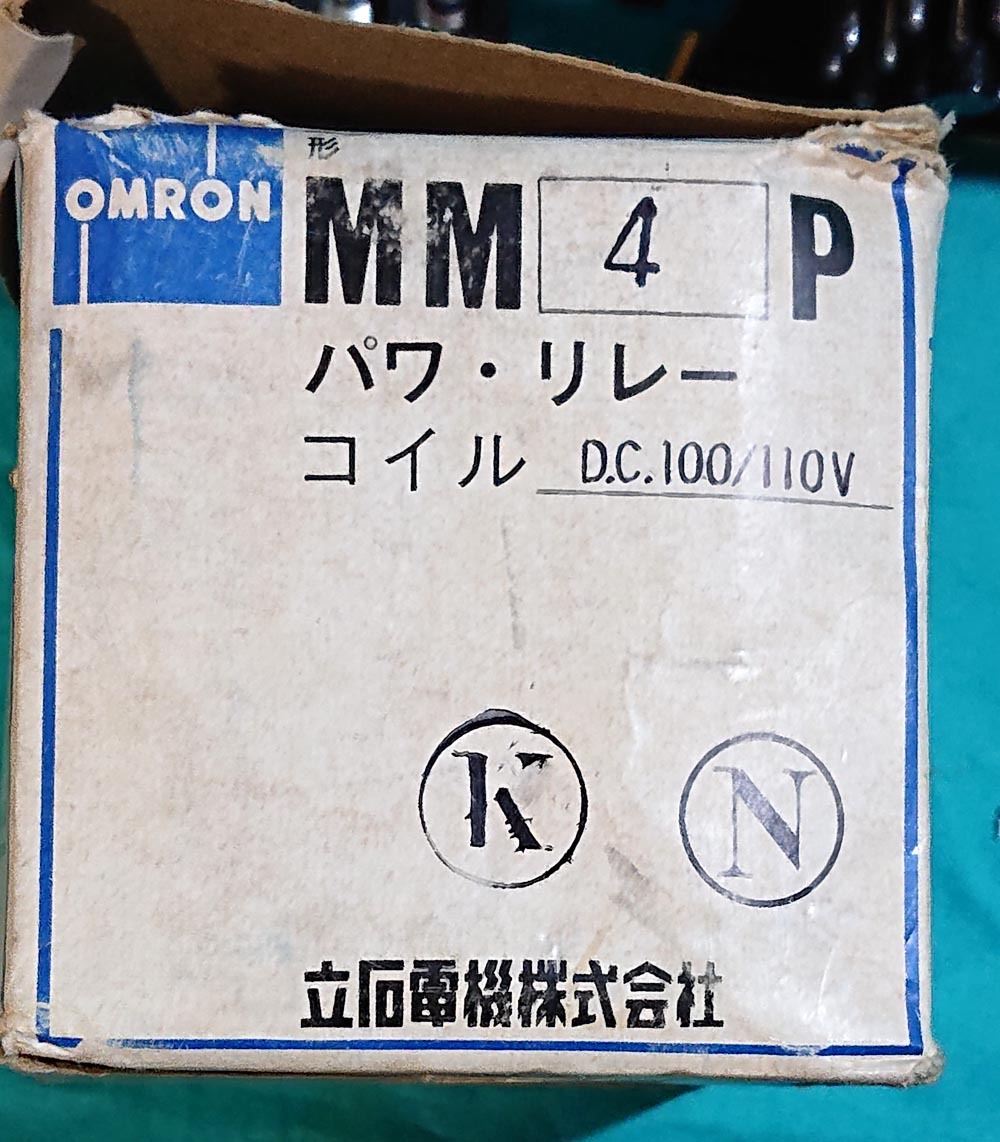 OMRON
形
MM 4 P
パワ・リレー
コイル D.C.100/110V
K N
立石電機株式会社